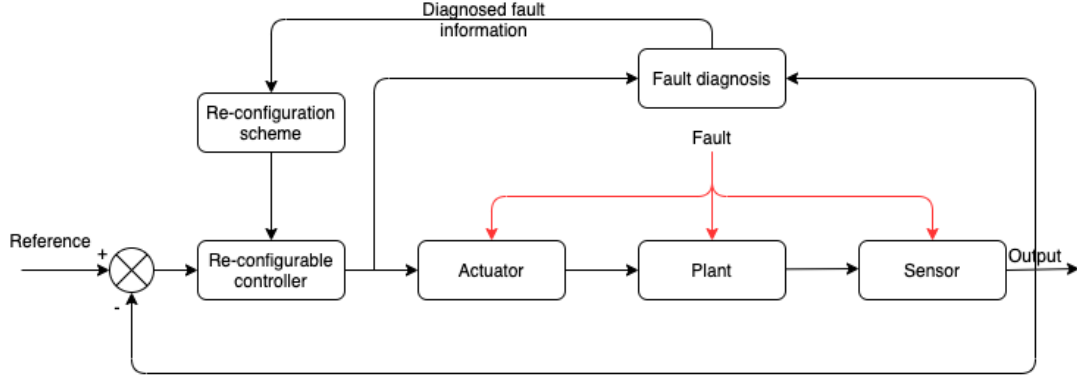 Diagnosed fault
information
Fault diagnosis
Re-configuration
scheme
Fault
Reference
+
-
Re-configurable
controller
Actuator
Plant
Sensor
Output